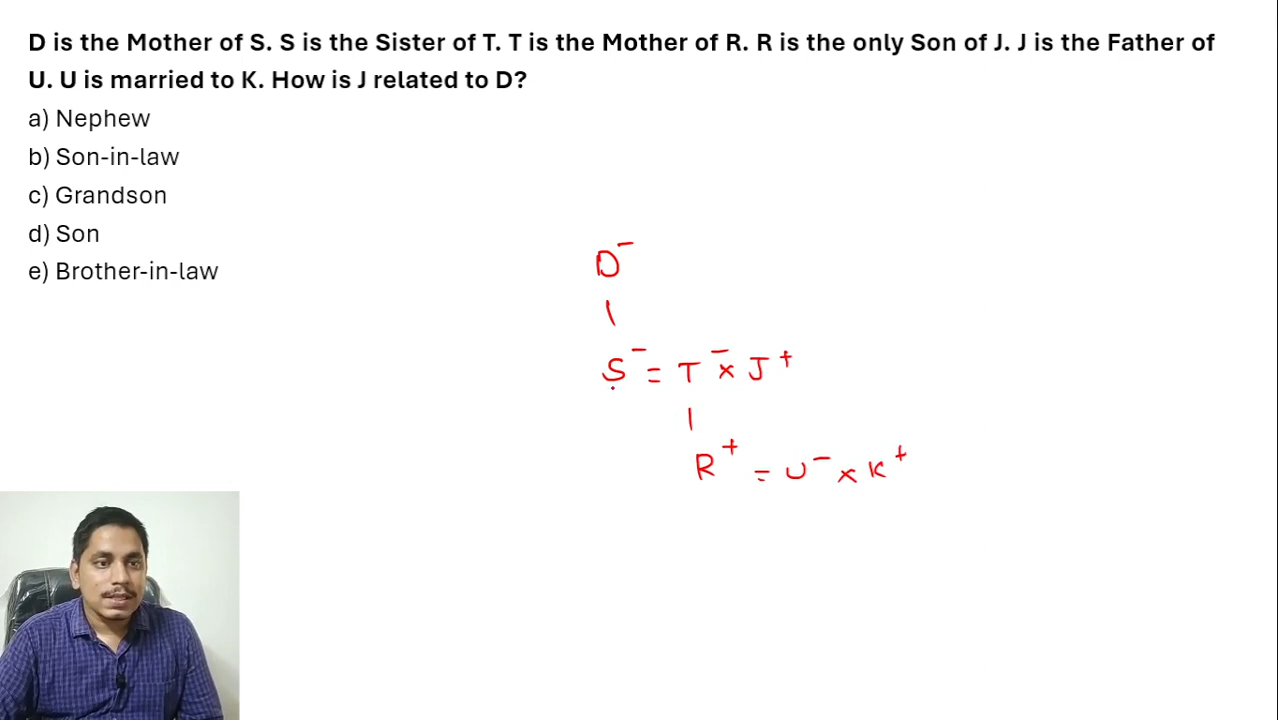 D is the Mother of S. S is the Sister of T. T is the Mother of R. R is the only Son of J. J is the Father of
U. U is married to K. How is J related to D?
a) Nephew
b) Son-in-law
c) Grandson
d) Son
e) Brother-in-law
D⁻
|
S⁻ = T⁻ × J⁺
|
R⁺ = U⁻ × K⁺